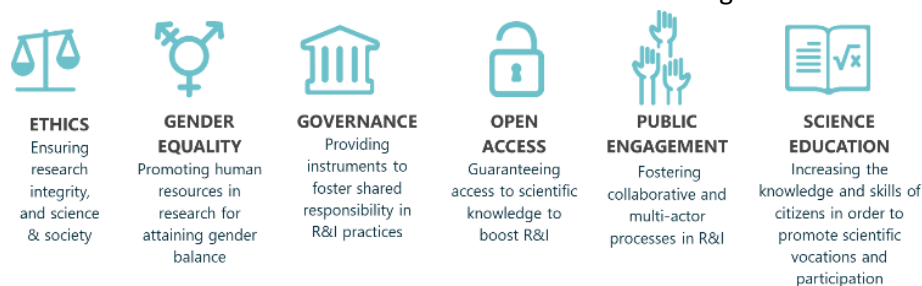 ETHICS
Ensuring
research
integrity,
and science
& society
GENDER
EQUALITY
Promoting human
resources in
research for
attaining gender
balance
GOVERNANCE
Providing
instruments to
foster shared
responsibility in
R&I practices
OPEN
ACCESS
Guaranteeing
access to scientific
knowledge to
boost R&I
PUBLIC
ENGAGEMENT
Fostering
collaborative and
multi-actor
processes in R&I
√x
SCIENCE
EDUCATION
Increasing the
knowledge and skills of
citizens in order to
promote scientific
vocations and
participation